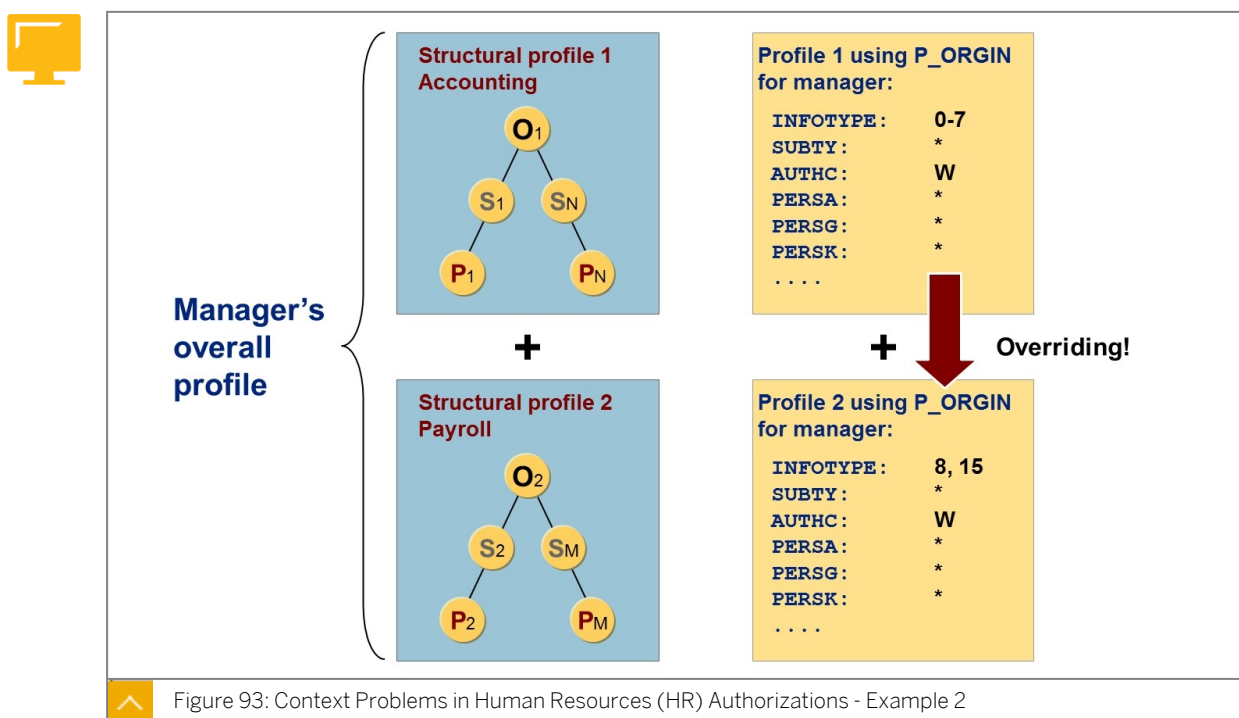 Structural profile 1
Accounting
O1
S1 SN
P1 PN
Profile 1 using P_ORGIN
for manager:
INFOTYPE: 0-7
SUBTY: *
AUTHC: W
PERSA: *
PERSG: *
PERSK: *
....
Manager's
overall
profile
+
+
Overriding!
Structural profile 2
Payroll
O2
S2 SM
P2 PM
Profile 2 using P_ORGIN
for manager:
INFOTYPE: 8, 15
SUBTY: *
AUTHC: W
PERSA: *
PERSG: *
PERSK: *
....
Figure 93: Context Problems in Human Resources (HR) Authorizations - Example 2